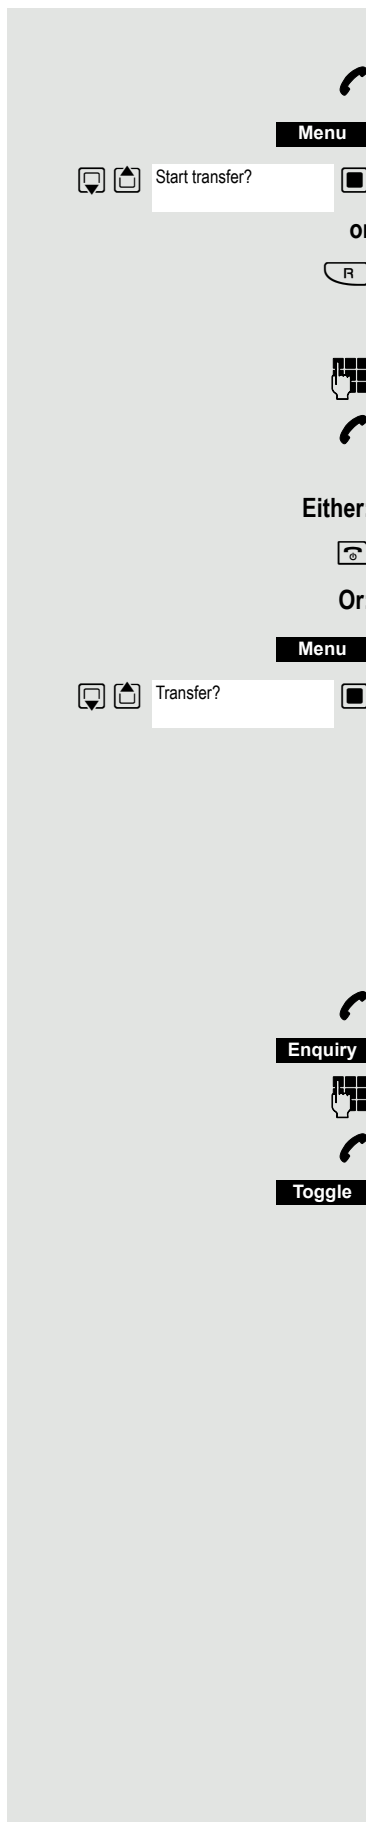 Menu
Start transfer?
or
R
Either:
Or:
Menu
Transfer?
Enquiry
Toggle